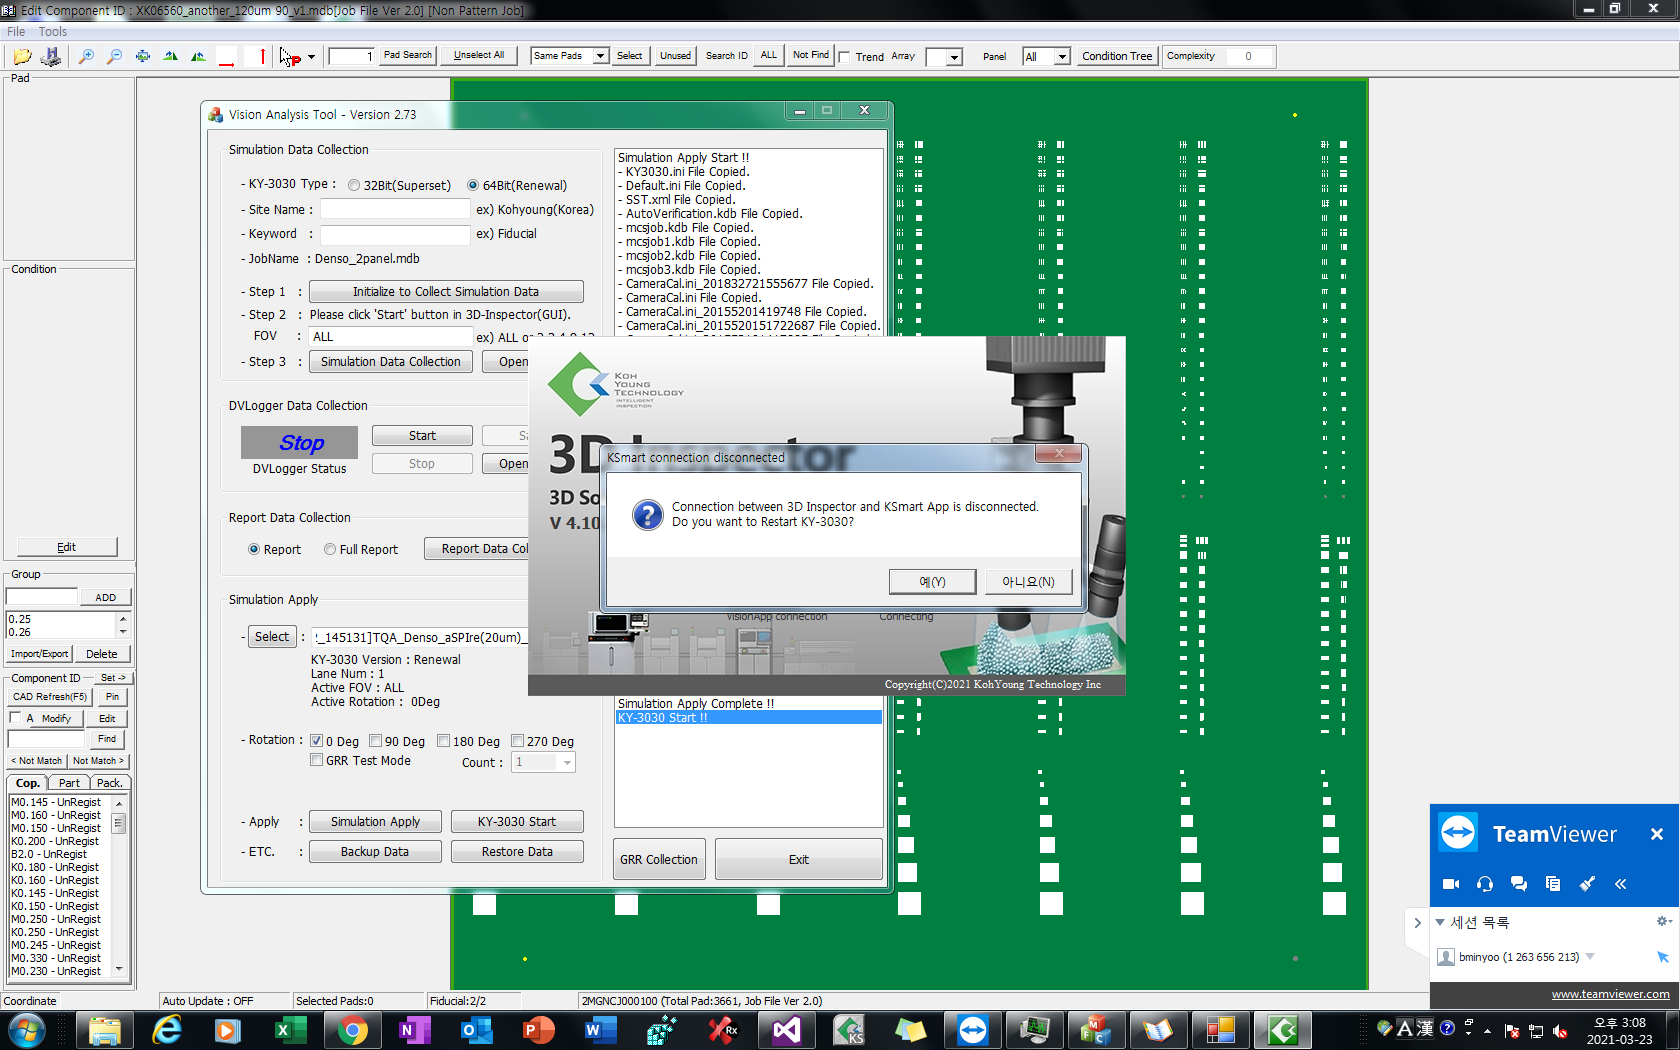 Edit Component ID : XK06560_another_120um 90_v1.mdb[Job File Ver 2.0] [Non Pattern Job]
File Tools
1 Pad Search Unselect All Same Pads Select Unused Search ID ALL Not Find Trend Array Panel All Condition Tree Complexity 0
Pad
Condition
Edit
Group
ADD
0.25
0.26
Import/Export Delete
Component ID Set ->
CAD Refresh(F5) Pin
A Modify Edit
Find
< Not Match Not Match >
Cop. Part Pack.
M0.145 - UnRegist
M0.160 - UnRegist
M0.150 - UnRegist
K0.200 - UnRegist
B2.0 - UnRegist
K0.180 - UnRegist
K0.160 - UnRegist
K0.145 - UnRegist
K0.150 - UnRegist
M0.250 - UnRegist
K0.250 - UnRegist
M0.245 - UnRegist
M0.330 - UnRegist
M0.230 - UnRegist
Vision Analysis Tool - Version 2.73
Simulation Data Collection
- KY-3030 Type : 32Bit(Superset) 64Bit(Renewal)
- Site Name : ex) Kohyoung(Korea)
- Keyword : ex) Fiducial
- JobName : Denso_2panel.mdb
- Step 1 : Initialize to Collect Simulation Data
- Step 2 : Please click 'Start' button in 3D-Inspector(GUI).
FOV : ALL ex) ALL or
- Step 3 : Simulation Data Collection Open
DVLogger Data Collection
Stop Start
DVLogger Status Stop Open
Report Data Collection
Report Full Report Report Data Col
Simulation Apply
- Select : _145131]TQA_Denso_aSPIre(20um)_
KY-3030 Version : Renewal
Lane Num : 1
Active FOV : ALL
Active Rotation : 0Deg
- Rotation : 0 Deg 90 Deg 180 Deg 270 Deg
GRR Test Mode Count : 1
- Apply : Simulation Apply KY-3030 Start
- ETC. : Backup Data Restore Data
Simulation Apply Start !!
- KY3030.ini File Copied.
- Default.ini File Copied.
- SST.xml File Copied.
- AutoVerification.kdb File Copied.
- mcsjob.kdb File Copied.
- mcsjob1.kdb File Copied.
- mcsjob2.kdb File Copied.
- mcsjob3.kdb File Copied.
- CameraCal.ini_201832721555677 File Copied.
- CameraCal.ini File Copied.
- CameraCal.ini_20155201419748 File Copied.
- CameraCal.ini_20155201517226​87 File Copied.
Simulation Apply Complete !!
KY-3030 Start !!
GRR Collection Exit
KOH
YOUNG
TECHNOLOGY
INTELLIGENT
INSPECTION
3D Inspector
3D So
V 4.10
VisionApp connection Connecting
Copyright(C)2021 KohYoung Technology Inc
KSmart connection disconnected
Connection between 3D Inspector and KSmart App is disconnected.
Do you want to Restart KY-3030?
예(Y) 아니요(N)
TeamViewer
세션 목록
bminyoo (1 263 656 213)
www.teamviewer.com
Coordinate Auto Update : OFF Selected Pads:0 Fiducial:2/2 2MGNCJ000100 (Total Pad:3661, Job File Ver 2.0)
A 漢
오후 3:08
2021-03-23